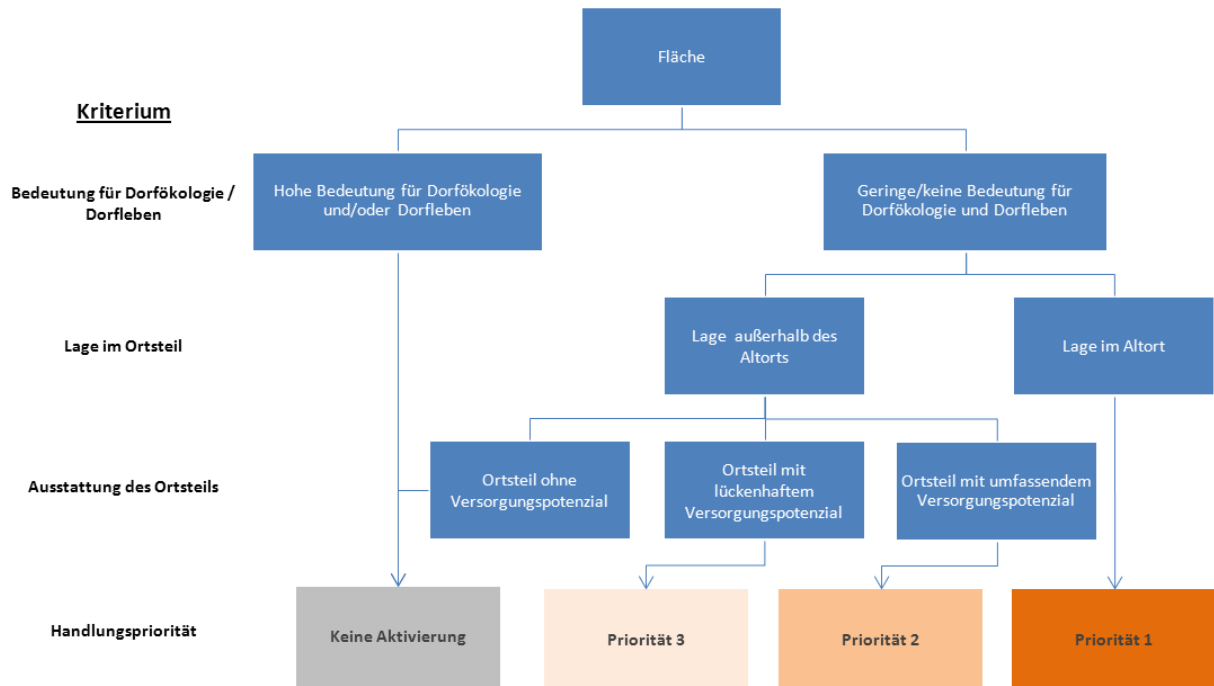 Fläche
Kriterium
Bedeutung für Dorfökologie /
Dorfleben
Hohe Bedeutung für Dorfökologie
und/oder Dorfleben
Geringe/keine Bedeutung für
Dorfökologie und Dorfleben
Lage im Ortsteil
Lage außerhalb des
Altorts
Lage im Altort
Ausstattung des Ortsteils
Ortsteil ohne
Versorgungspotenzial
Ortsteil mit
lückenhaftem
Versorgungspotenzial
Ortsteil mit umfassendem
Versorgungspotenzial
Handlungspriorität
Keine Aktivierung
Priorität 3
Priorität 2
Priorität 1